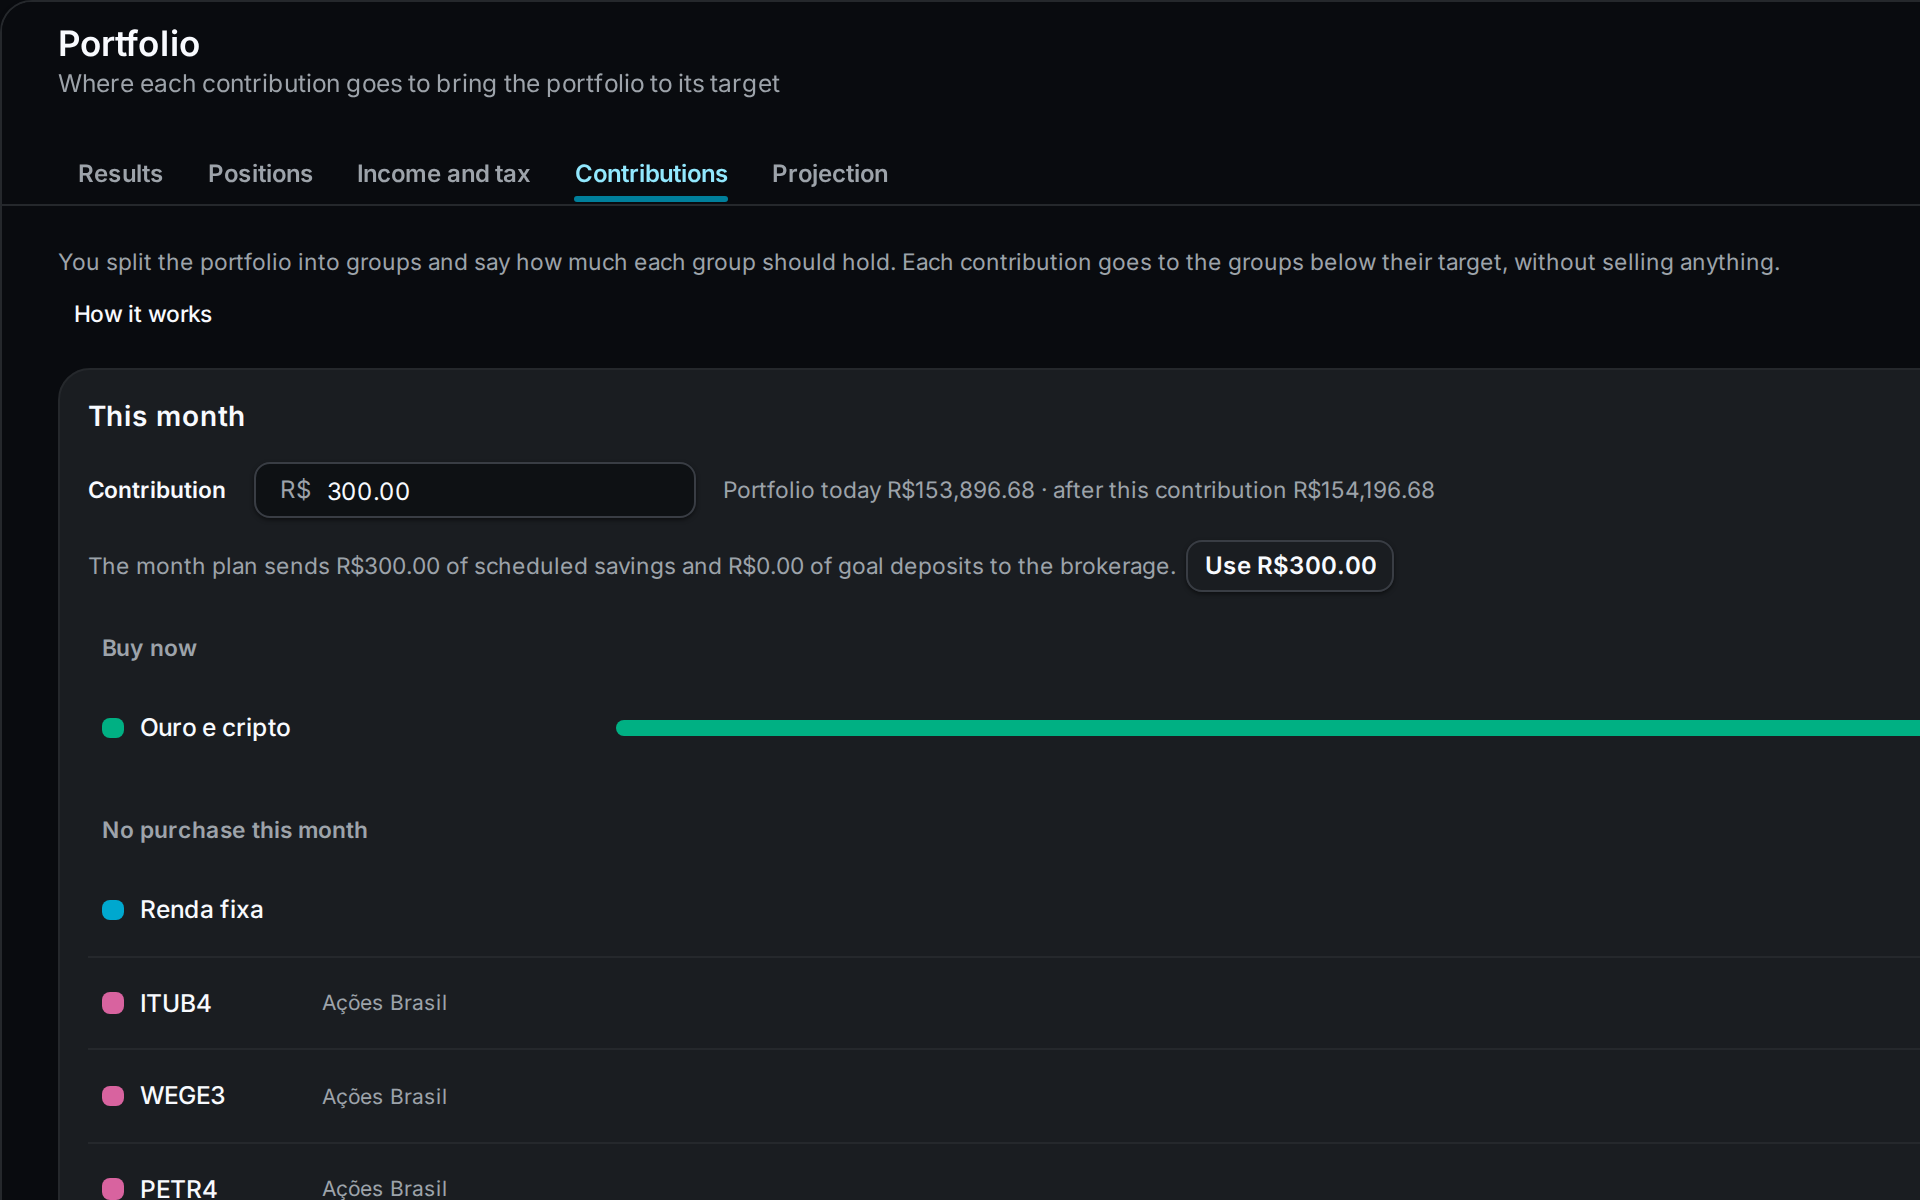 Portfolio
Where each contribution goes to bring the portfolio to its target
Results Positions Income and tax Contributions Projection
You split the portfolio into groups and say how much each group should hold. Each contribution goes to the groups below their target, without selling anything.
How it works
This month
Contribution R$ 300.00 Portfolio today R$153,896.68 · after this contribution R$154,196.68
The month plan sends R$300.00 of scheduled savings and R$0.00 of goal deposits to the brokerage. Use R$300.00
Buy now
Ouro e cripto
No purchase this month
Renda fixa
ITUB4 Ações Brasil
WEGE3 Ações Brasil
PETR4 Ações Brasil